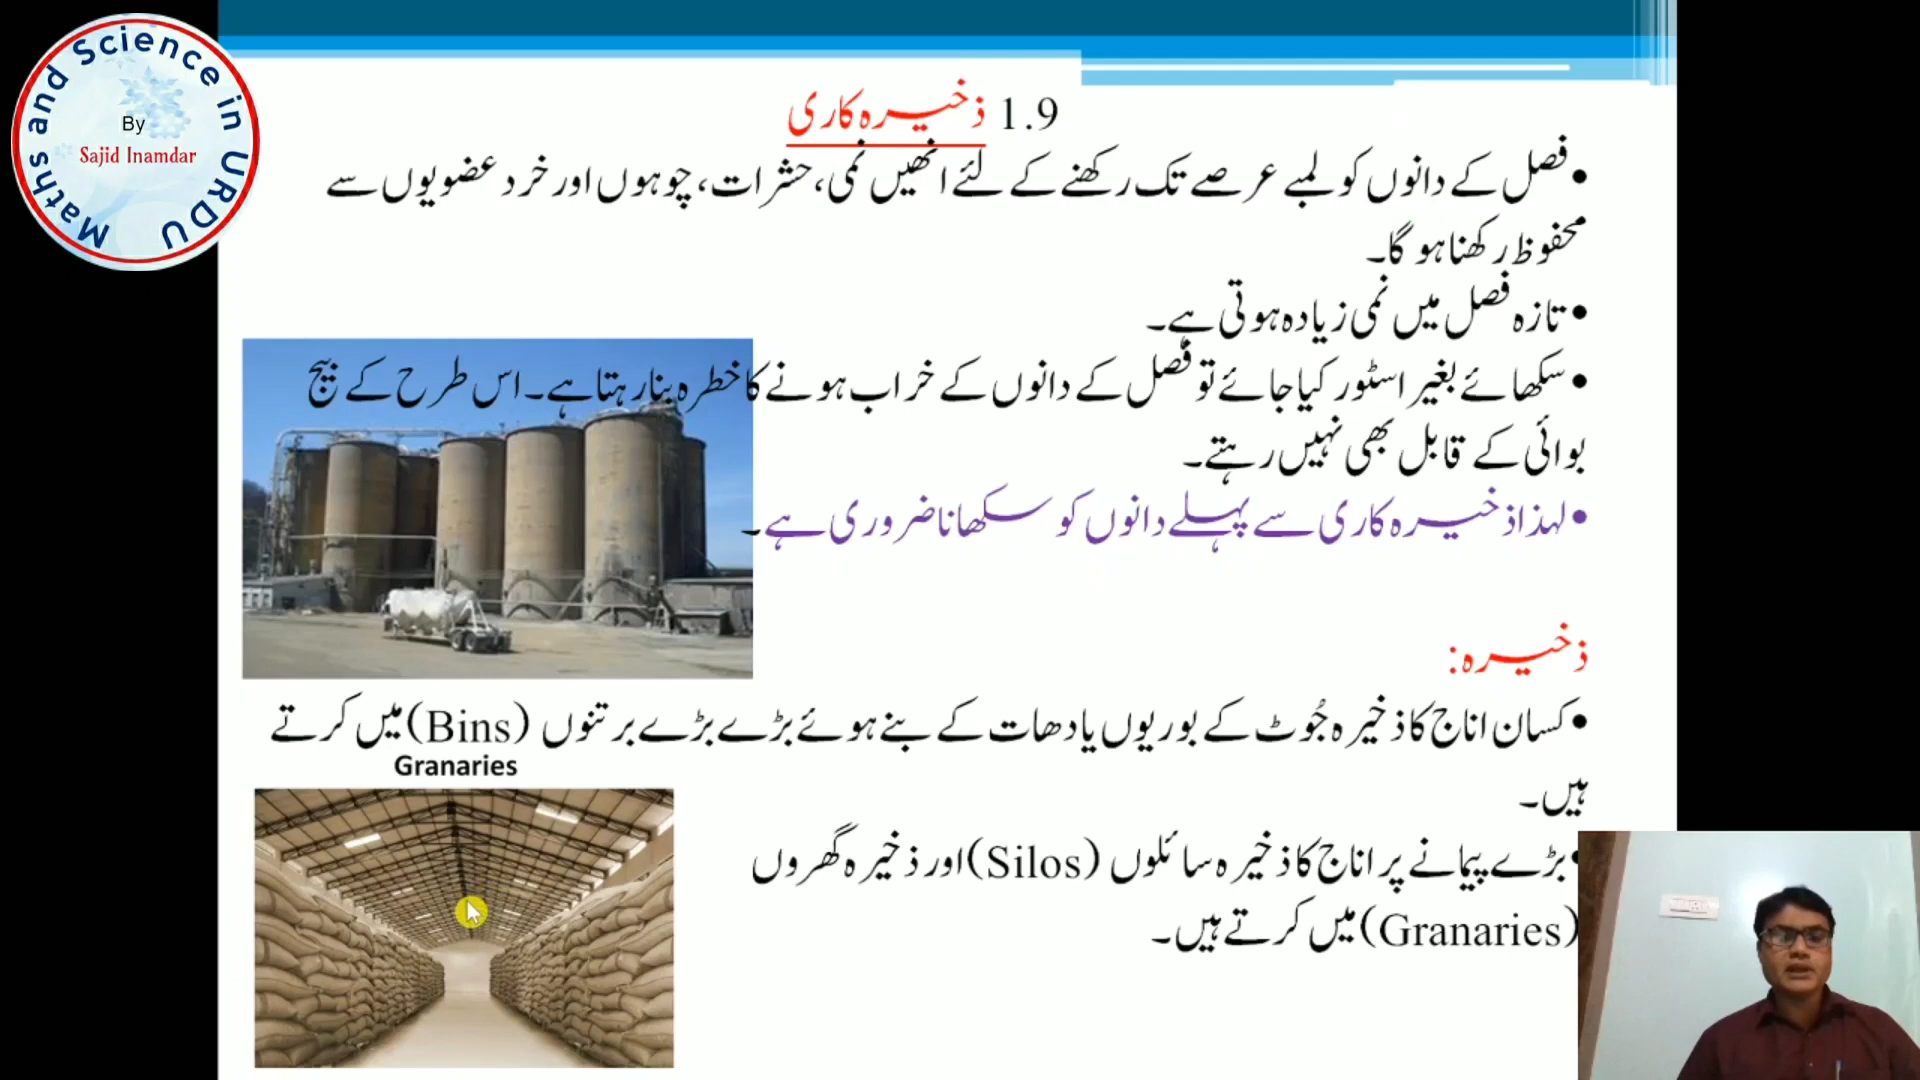 Maths and Science in URDU
By
Sajid Inamdar
1.9 ذخیرہ کاری
•فصل کے دانوں کو لمبے عرصے تک رکھنے کے لئے انھیں نمی، حشرات، چوہوں اور خرد عضویوں سے
محفوظ رکھنا ہو گا۔
•تازہ فصل میں نمی زیادہ ہوتی ہے۔
•سکھائے بغیر اسٹور کیا جائے تو فصل کے دانوں کے خراب ہونے کا خطرہ بنا رہتا ہے۔ اس طرح کے بیج
بوائی کے قابل بھی نہیں رہتے۔
•لہذا ذخیرہ کاری سے پہلے دانوں کو سکھانا ضروری ہے۔
ذخیرہ:
•کسان اناج کا ذخیرہ جُوٹ کے بوریوں یا دھات کے بنے ہوئے بڑے بڑے برتنوں (Bins) میں کرتے
ہیں۔
Granaries
•بڑے پیمانے پر اناج کا ذخیرہ سائلوں (Silos) اور ذخیرہ گھروں
(Granaries) میں کرتے ہیں۔